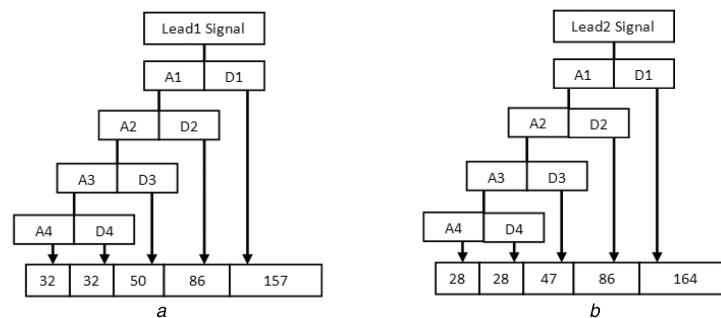 Lead1 Signal
A1 D1
A2 D2
A3 D3
A4 D4
32 32 50 86 157
a
Lead2 Signal
A1 D1
A2 D2
A3 D3
A4 D4
28 28 47 86 164
b